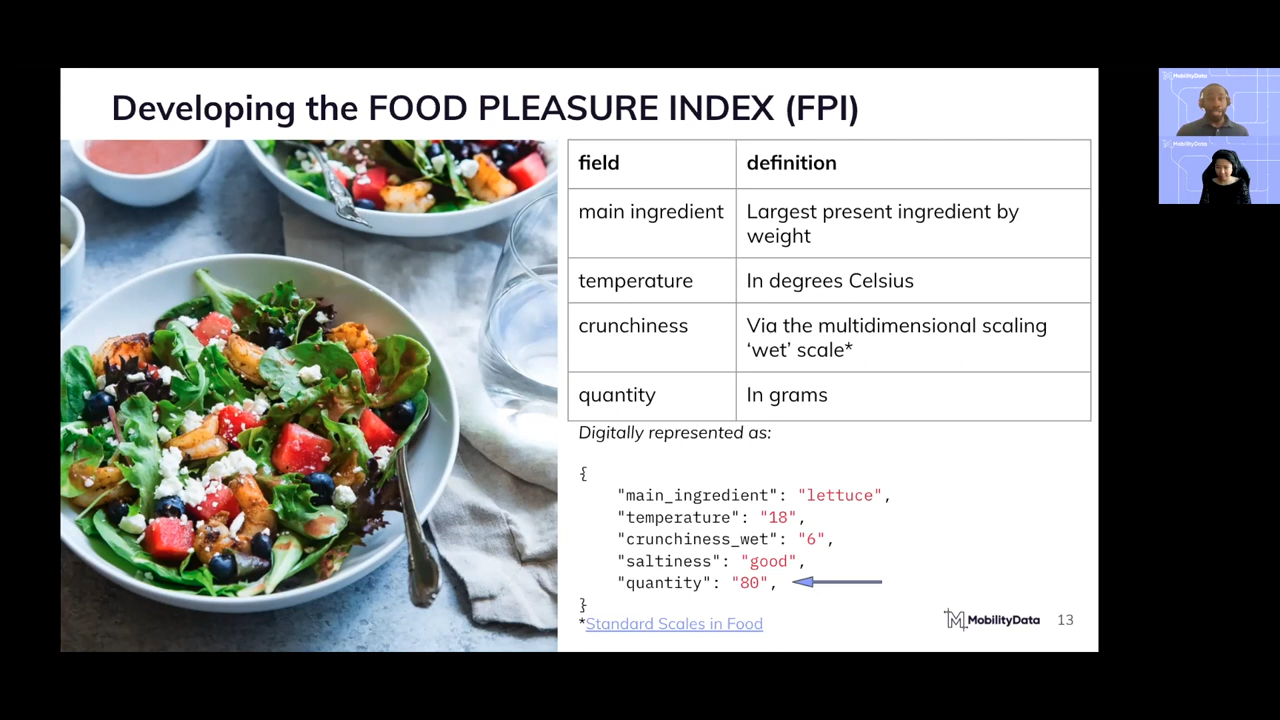 Developing the FOOD PLEASURE INDEX (FPI)
field definition
main ingredient Largest present ingredient by
weight
temperature In degrees Celsius
crunchiness Via the multidimensional scaling
‘wet’ scale*
quantity In grams
Digitally represented as:
{
"main_ingredient": "lettuce",
"temperature": "18",
"crunchiness_wet": "6",
"saltiness": "good",
"quantity": "80",
}
*Standard Scales in Food
MobilityData 13
MobilityData
MobilityData